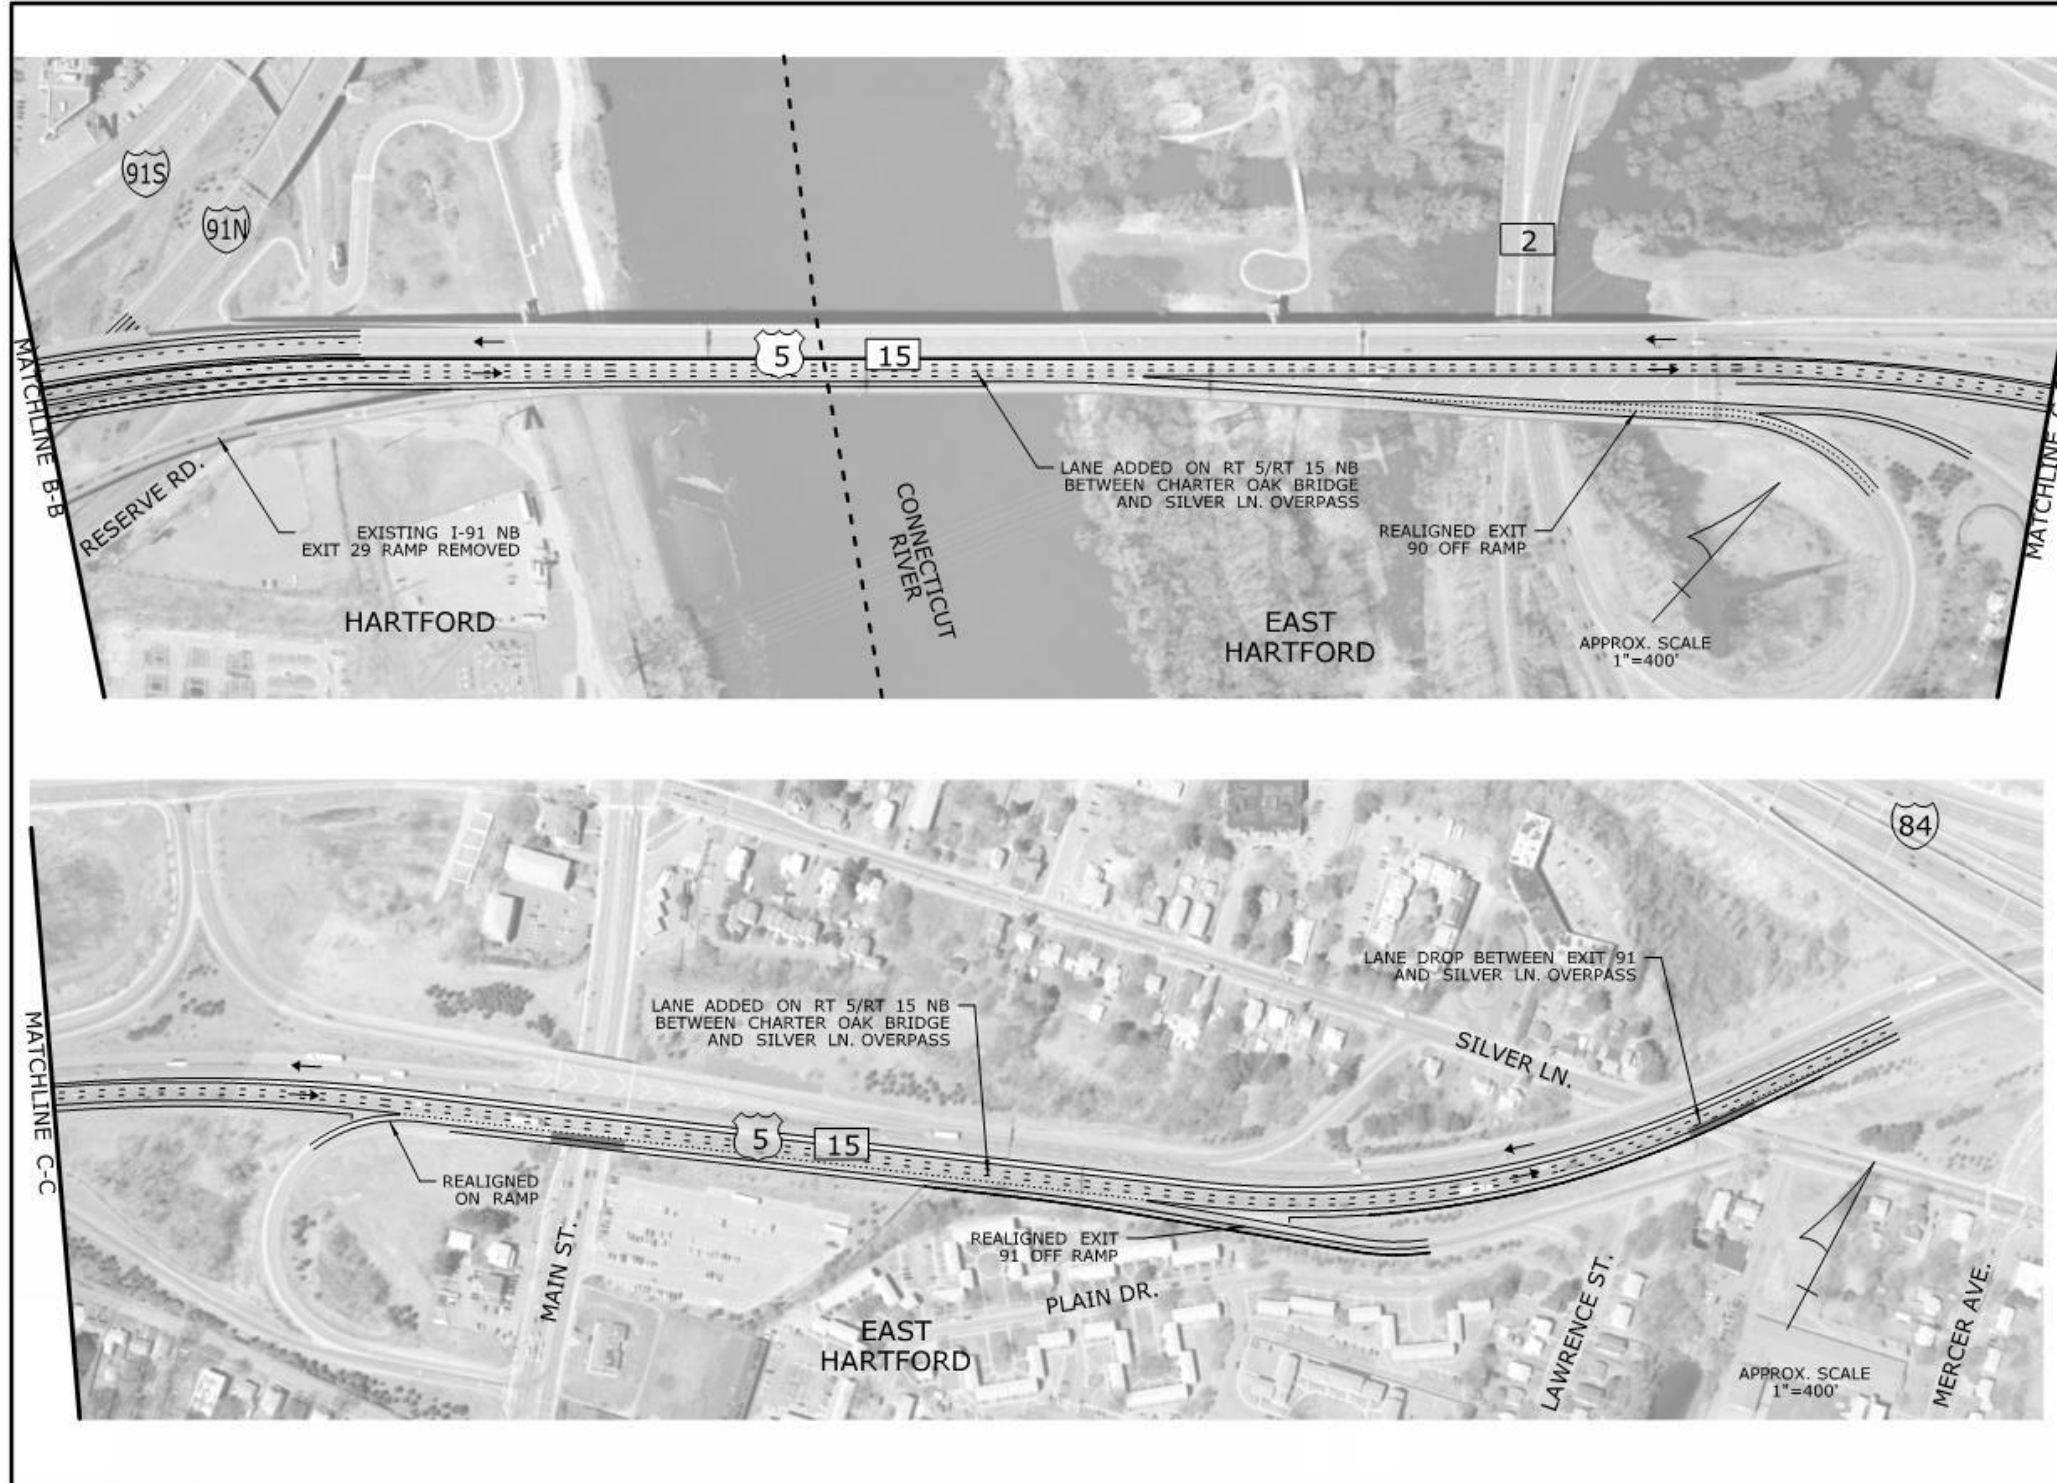 91S
91N
2
5
15
MATCHLINE B-B
RESERVE RD.
EXISTING I-91 NB
EXIT 29 RAMP REMOVED
HARTFORD
CONNECTICUT
RIVER
LANE ADDED ON RT 5/RT 15 NB
BETWEEN CHARTER OAK BRIDGE
AND SILVER LN. OVERPASS
REALIGNED EXIT
90 OFF RAMP
EAST
HARTFORD
APPROX. SCALE
1"=400'
MATCHLINE
84
LANE DROP BETWEEN EXIT 91
AND SILVER LN. OVERPASS
LANE ADDED ON RT 5/RT 15 NB
BETWEEN CHARTER OAK BRIDGE
AND SILVER LN. OVERPASS
SILVER LN.
MATCHLINE C-C
5
15
REALIGNED
ON RAMP
MAIN ST.
REALIGNED EXIT
91 OFF RAMP
PLAIN DR.
EAST
HARTFORD
LAWRENCE ST.
APPROX. SCALE
1"=400'
MERCER AVE.